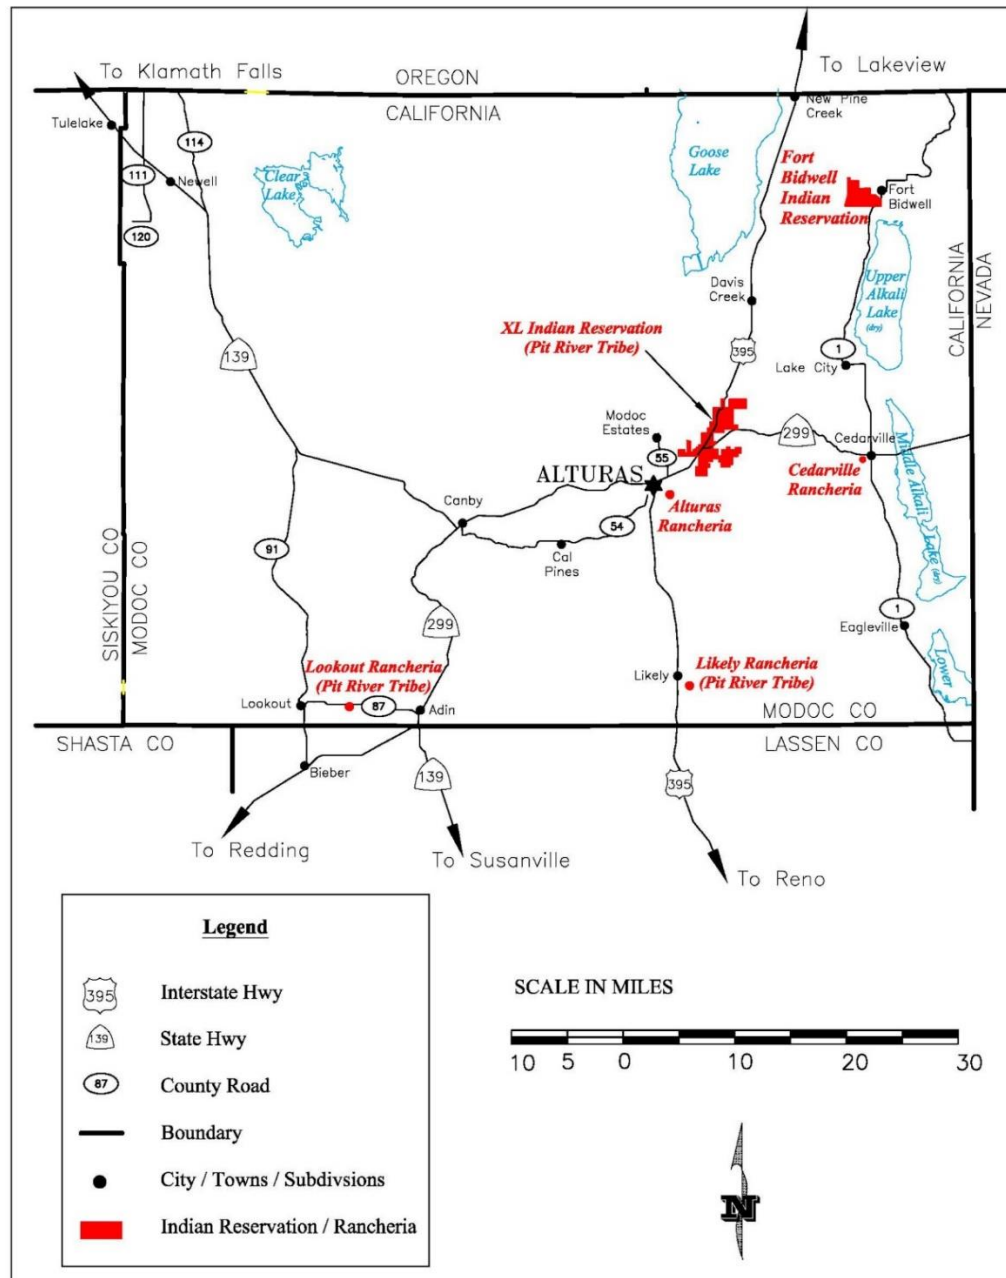 To Klamath Falls
OREGON
CALIFORNIA
To Lakeview
New Pine
Creek
Tulelake
114
111
Newell
120
Clear
Lake
Goose
Lake
Fort
Bidwell
Indian
Reservation
Fort
Bidwell
CALIFORNIA
NEVADA
Upper
Alkali
Lake
(dry)
Davis
Creek
XL Indian Reservation
(Pit River Tribe)
395
139
1
Lake City
Modoc
Estates
55
299
Cedarville
Cedarville
Rancheria
Middle Alkali
Lake (dry)
ALTURAS
Alturas
Rancheria
Canby
54
Cal
Pines
91
SISKIYOU CO
MODOC CO
299
1
Eagleville
Lower
Lookout Rancheria
(Pit River Tribe)
Likely
Likely Rancheria
(Pit River Tribe)
Lookout
87
Adin
MODOC CO
SHASTA CO
LASSEN CO
Bieber
139
395
To Redding
To Susanville
To Reno
Legend
395
Interstate Hwy
139
State Hwy
87
County Road
Boundary
City / Towns / Subdivsions
Indian Reservation / Rancheria
SCALE IN MILES
10 5 0 10 20 30
N